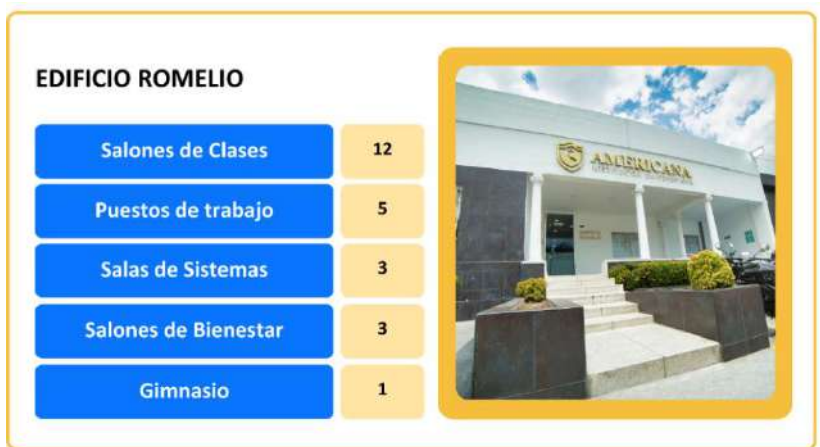 EDIFICIO ROMELIO
Salones de Clases 12
Puestos de trabajo 5
Salas de Sistemas 3
Salones de Bienestar 3
Gimnasio 1
AMERICANA